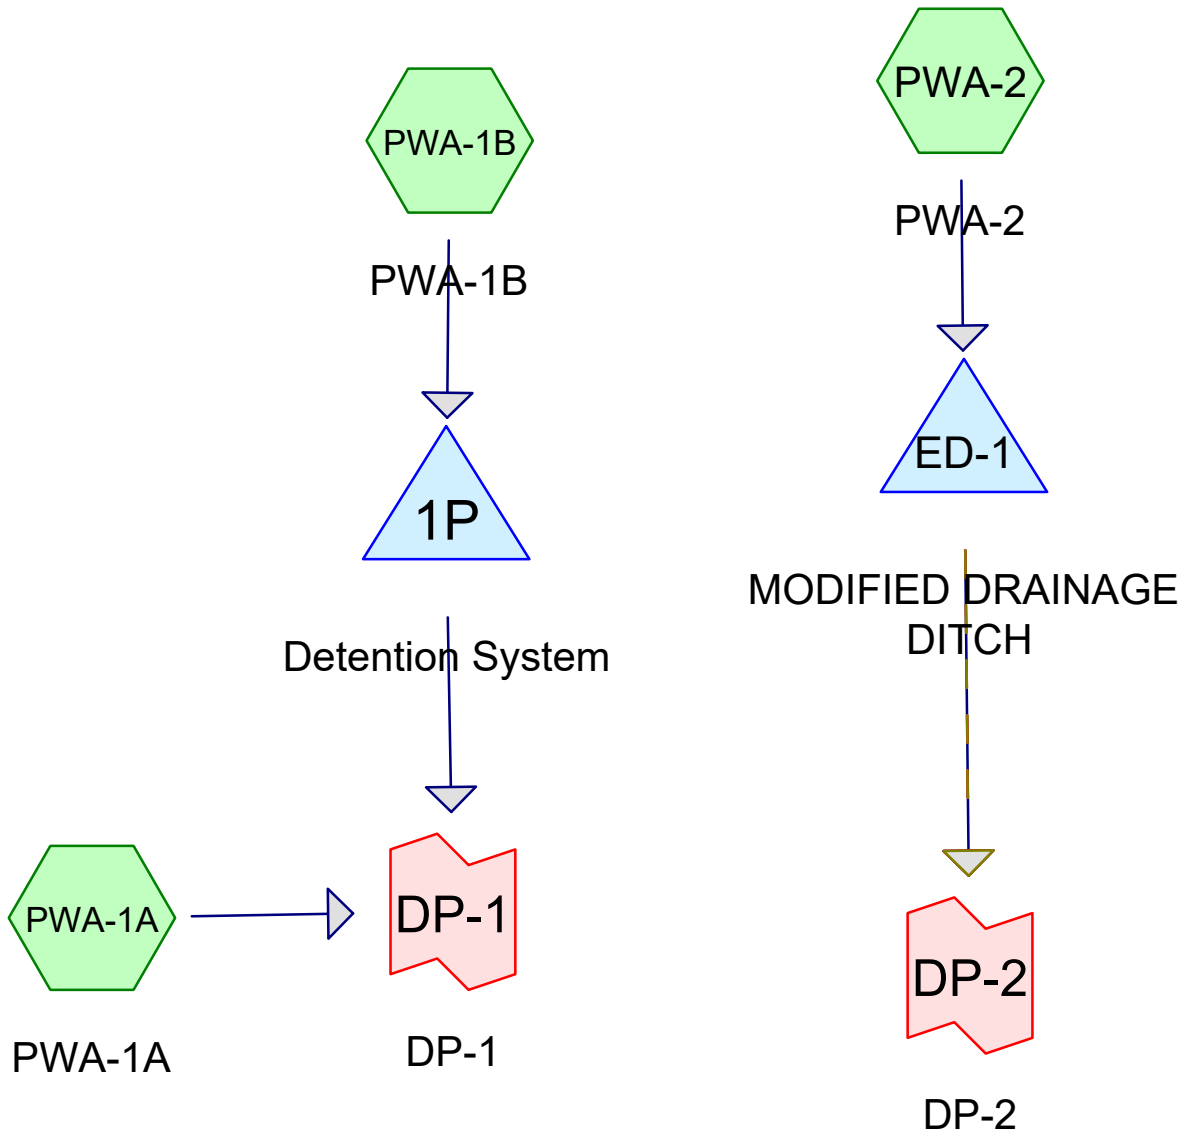 PWA-2
PWA-1B
PWA-2
PWA-1B
ED-1
1P
MODIFIED DRAINAGE
DITCH
Detention System
DP-1
PWA-1A
DP-2
DP-1
PWA-1A
DP-2